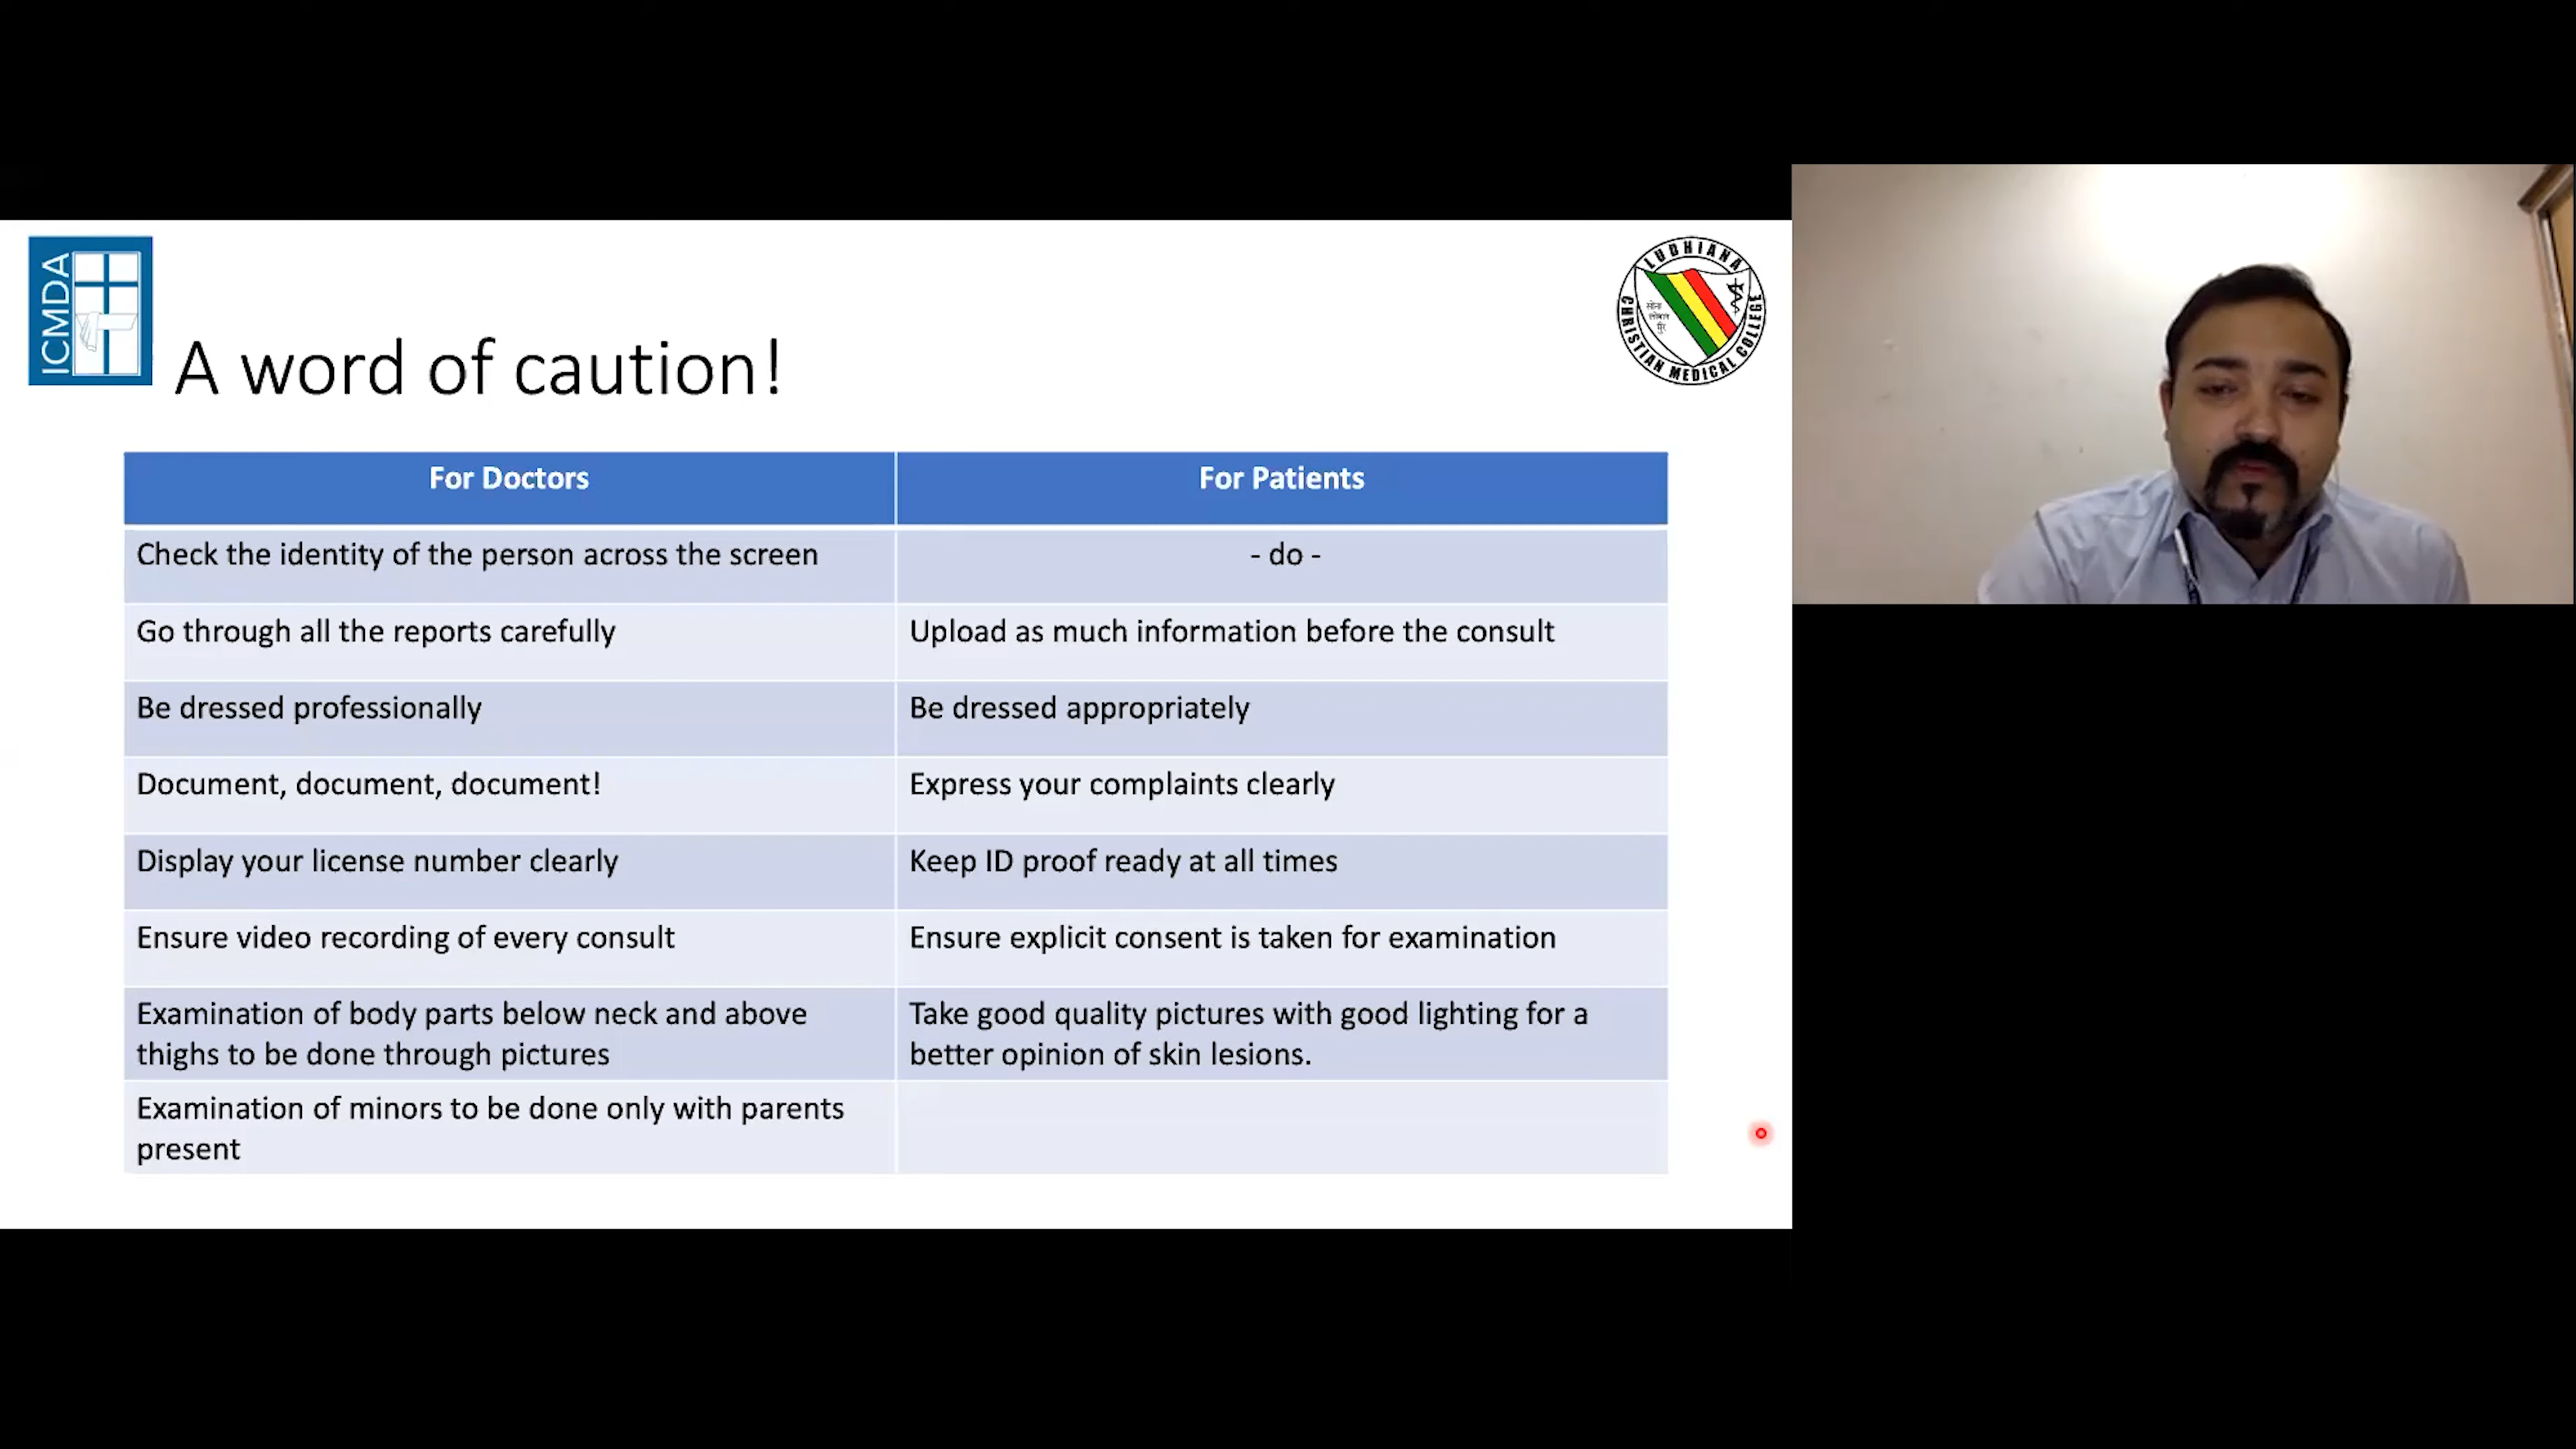 ICMDA
LUDHIANA
CHRISTIAN MEDICAL COLLEGE
A word of caution!
For Doctors
For Patients
Check the identity of the person across the screen
- do -
Go through all the reports carefully
Upload as much information before the consult
Be dressed professionally
Be dressed appropriately
Document, document, document!
Express your complaints clearly
Display your license number clearly
Keep ID proof ready at all times
Ensure video recording of every consult
Ensure explicit consent is taken for examination
Examination of body parts below neck and above
thighs to be done through pictures
Take good quality pictures with good lighting for a
better opinion of skin lesions.
Examination of minors to be done only with parents
present